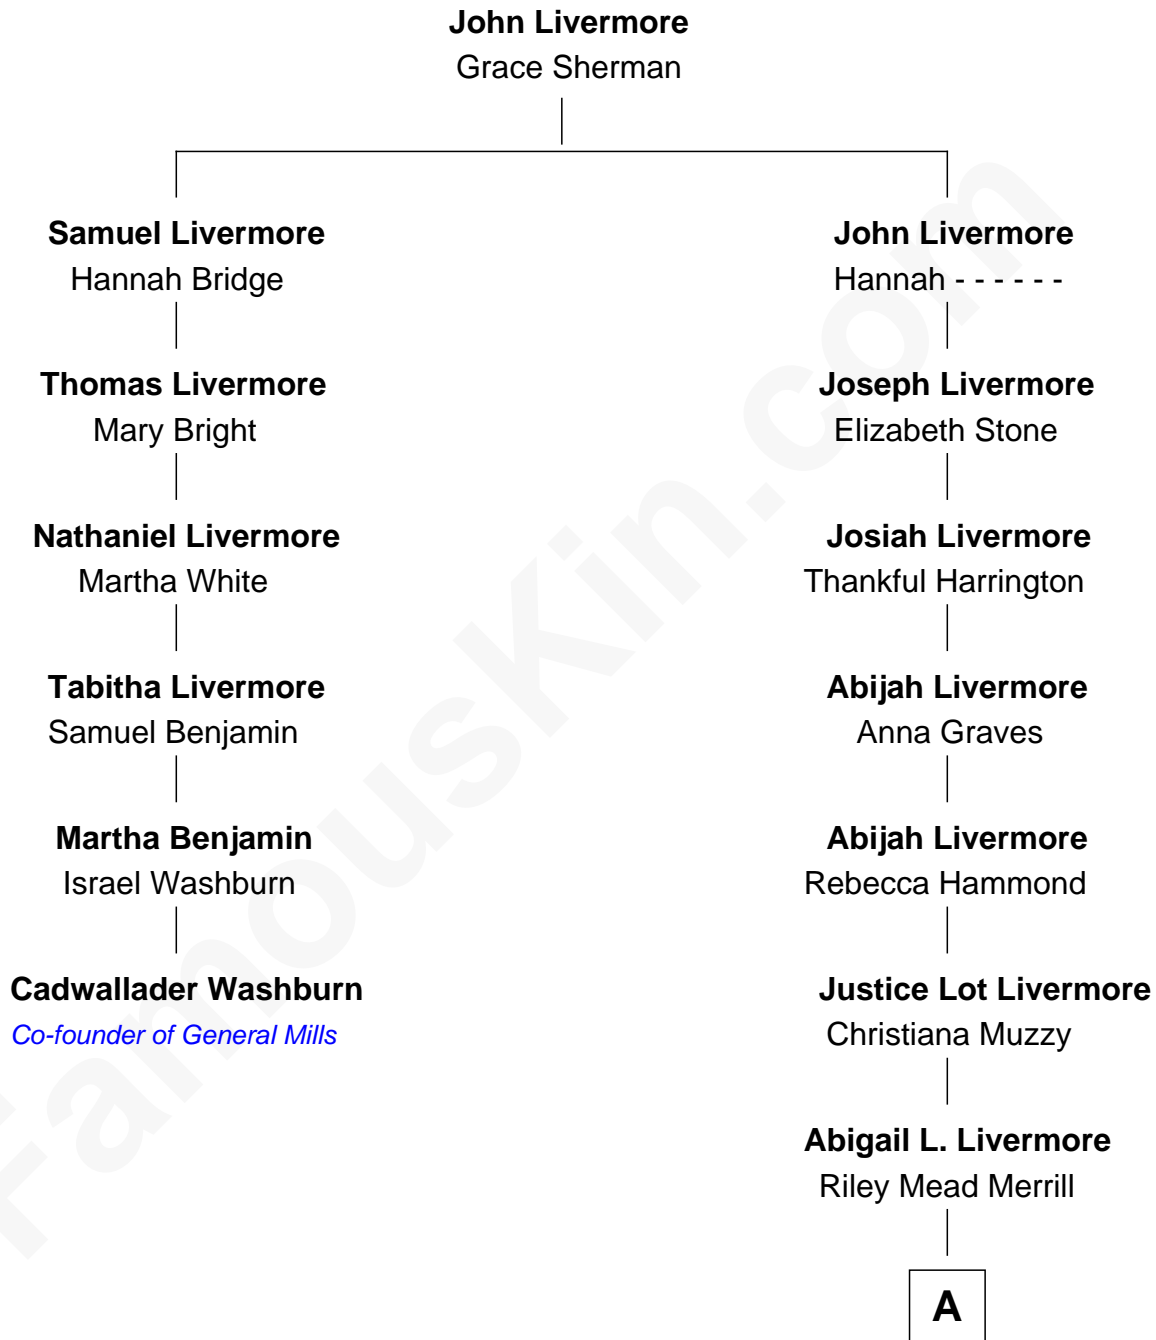 John Livermore
Grace Sherman
Samuel Livermore
Hannah Bridge
Thomas Livermore
Mary Bright
Nathaniel Livermore
Martha White
Tabitha Livermore
Samuel Benjamin
Martha Benjamin
Israel Washburn
Cadwallader Washburn
Co-founder of General Mills
John Livermore
Hannah - - - - - -
Joseph Livermore
Elizabeth Stone
Josiah Livermore
Thankful Harrington
Abijah Livermore
Anna Graves
Abijah Livermore
Rebecca Hammond
Justice Lot Livermore
Christiana Muzzy
Abigail L. Livermore
Riley Mead Merrill
A
FamousKin.com